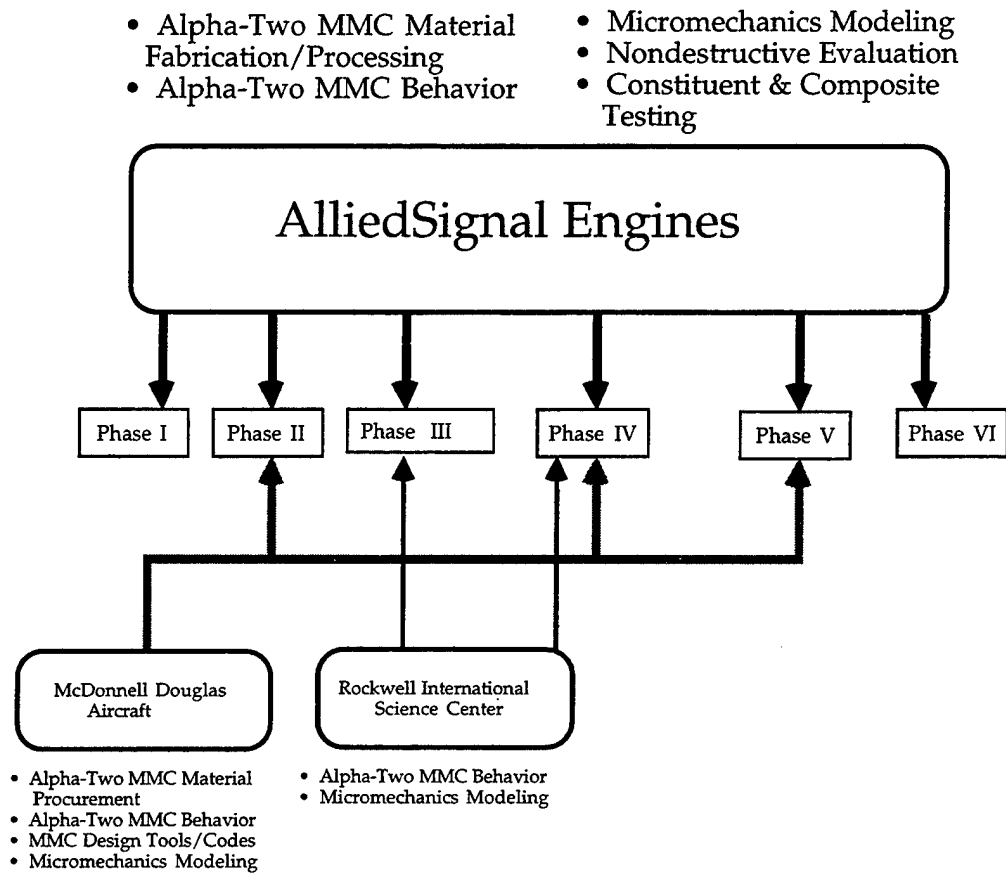 • Alpha-Two MMC Material
Fabrication/Processing
• Alpha-Two MMC Behavior
• Micromechanics Modeling
• Nondestructive Evaluation
• Constituent & Composite
Testing
AlliedSignal Engines
Phase I
Phase II
Phase III
Phase IV
Phase V
Phase VI
McDonnell Douglas
Aircraft
Rockwell International
Science Center
• Alpha-Two MMC Material
Procurement
• Alpha-Two MMC Behavior
• MMC Design Tools/Codes
• Micromechanics Modeling
• Alpha-Two MMC Behavior
• Micromechanics Modeling